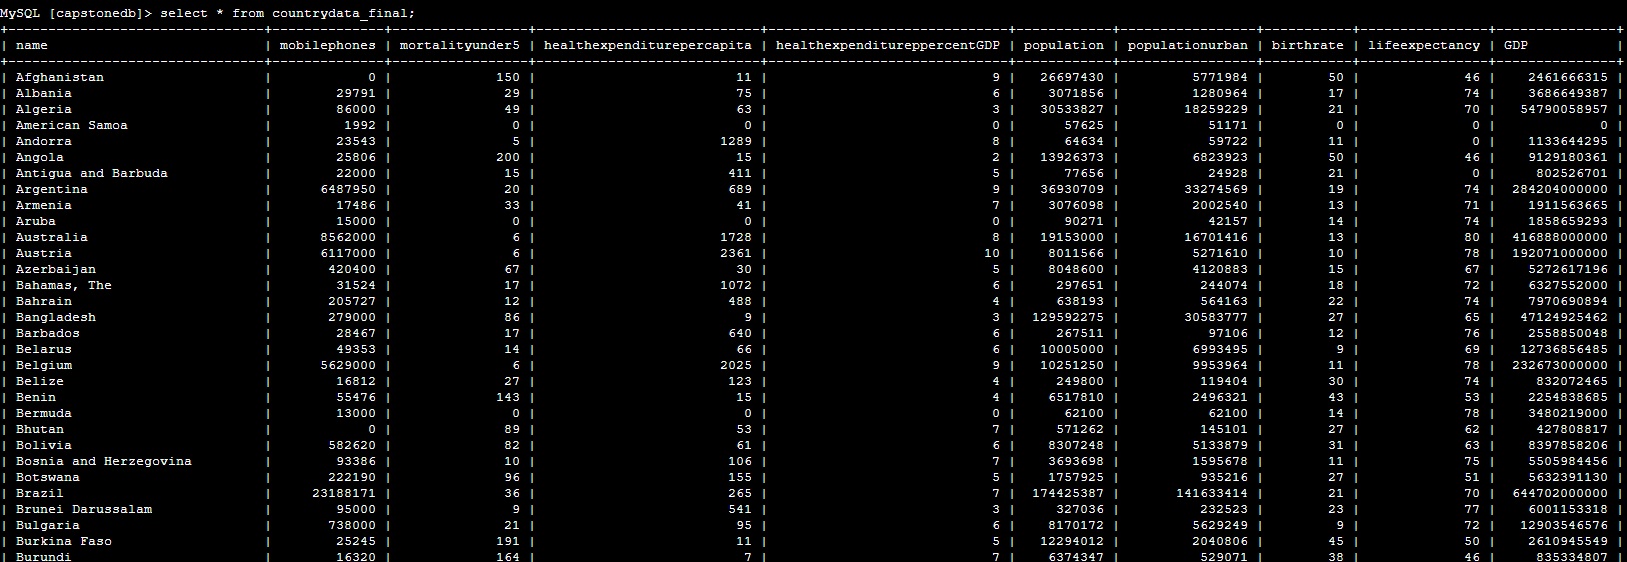 MySQL [capstonedb]> select * from countrydata_final;
+--------------------------------+--------------+-----------------+----------------------------+------------------------------+------------+-----------------+-----------+----------------+--------------+
| name | mobilephones | mortalityunder5 | healthexpenditurepercapita | healthexpenditureppercentGDP | population | populationurban | birthrate | lifeexpectancy | GDP |
+--------------------------------+--------------+-----------------+----------------------------+------------------------------+------------+-----------------+-----------+----------------+--------------+
| Afghanistan | 0 | 150 | 11 | 9 | 26697430 | 5771984 | 50 | 46 | 2461666315 |
| Albania | 29791 | 29 | 75 | 6 | 3071856 | 1280964 | 17 | 74 | 3686649387 |
| Algeria | 86000 | 49 | 63 | 3 | 30533827 | 18259229 | 21 | 70 | 54790058957 |
| American Samoa | 1992 | 0 | 0 | 0 | 57625 | 51171 | 0 | 0 | 0 |
| Andorra | 23543 | 5 | 1289 | 8 | 64634 | 59722 | 11 | 0 | 1133644295 |
| Angola | 25806 | 200 | 15 | 2 | 13926373 | 6823923 | 50 | 46 | 9129180361 |
| Antigua and Barbuda | 22000 | 15 | 411 | 5 | 77656 | 24928 | 21 | 0 | 802526701 |
| Argentina | 6487950 | 20 | 689 | 9 | 36930709 | 33274569 | 19 | 74 | 284204000000 |
| Armenia | 17486 | 33 | 41 | 7 | 3076098 | 2002540 | 13 | 71 | 1911563665 |
| Aruba | 15000 | 0 | 0 | 0 | 90271 | 42157 | 14 | 74 | 1858659293 |
| Australia | 8562000 | 6 | 1728 | 8 | 19153000 | 16701416 | 13 | 80 | 416888000000 |
| Austria | 6117000 | 6 | 2361 | 10 | 8011566 | 5271610 | 10 | 78 | 192071000000 |
| Azerbaijan | 420400 | 67 | 30 | 5 | 8048600 | 4120883 | 15 | 67 | 5272617196 |
| Bahamas, The | 31524 | 17 | 1072 | 6 | 297651 | 244074 | 18 | 72 | 6327552000 |
| Bahrain | 205727 | 12 | 488 | 4 | 638193 | 564163 | 22 | 74 | 7970690894 |
| Bangladesh | 279000 | 86 | 9 | 3 | 129592275 | 30583777 | 27 | 65 | 47124925462 |
| Barbados | 28467 | 17 | 640 | 6 | 267511 | 97106 | 12 | 76 | 2558850048 |
| Belarus | 49353 | 14 | 66 | 6 | 10005000 | 6993495 | 9 | 69 | 12736856485 |
| Belgium | 5629000 | 6 | 2025 | 9 | 10251250 | 9953964 | 11 | 78 | 232673000000 |
| Belize | 16812 | 27 | 123 | 4 | 249800 | 119404 | 30 | 74 | 832072465 |
| Benin | 55476 | 143 | 15 | 4 | 6517810 | 2496321 | 43 | 53 | 2254838685 |
| Bermuda | 13000 | 0 | 0 | 0 | 62100 | 62100 | 14 | 78 | 3480219000 |
| Bhutan | 0 | 89 | 53 | 7 | 571262 | 145101 | 27 | 62 | 427808817 |
| Bolivia | 582620 | 82 | 61 | 6 | 8307248 | 5133879 | 31 | 63 | 8397858206 |
| Bosnia and Herzegovina | 93386 | 10 | 106 | 7 | 3693698 | 1595678 | 11 | 75 | 5505984456 |
| Botswana | 222190 | 96 | 155 | 5 | 1757925 | 935216 | 27 | 51 | 5632391130 |
| Brazil | 23188171 | 36 | 265 | 7 | 174425387 | 141633414 | 21 | 70 | 644702000000 |
| Brunei Darussalam | 95000 | 9 | 541 | 3 | 327036 | 232523 | 23 | 77 | 6001153318 |
| Bulgaria | 738000 | 21 | 95 | 6 | 8170172 | 5629249 | 9 | 72 | 12903546576 |
| Burkina Faso | 25245 | 191 | 11 | 5 | 12294012 | 2040806 | 45 | 50 | 2610945549 |
| Burundi | 16320 | 164 | 7 | 7 | 6374347 | 529071 | 38 | 46 | 835334807 |